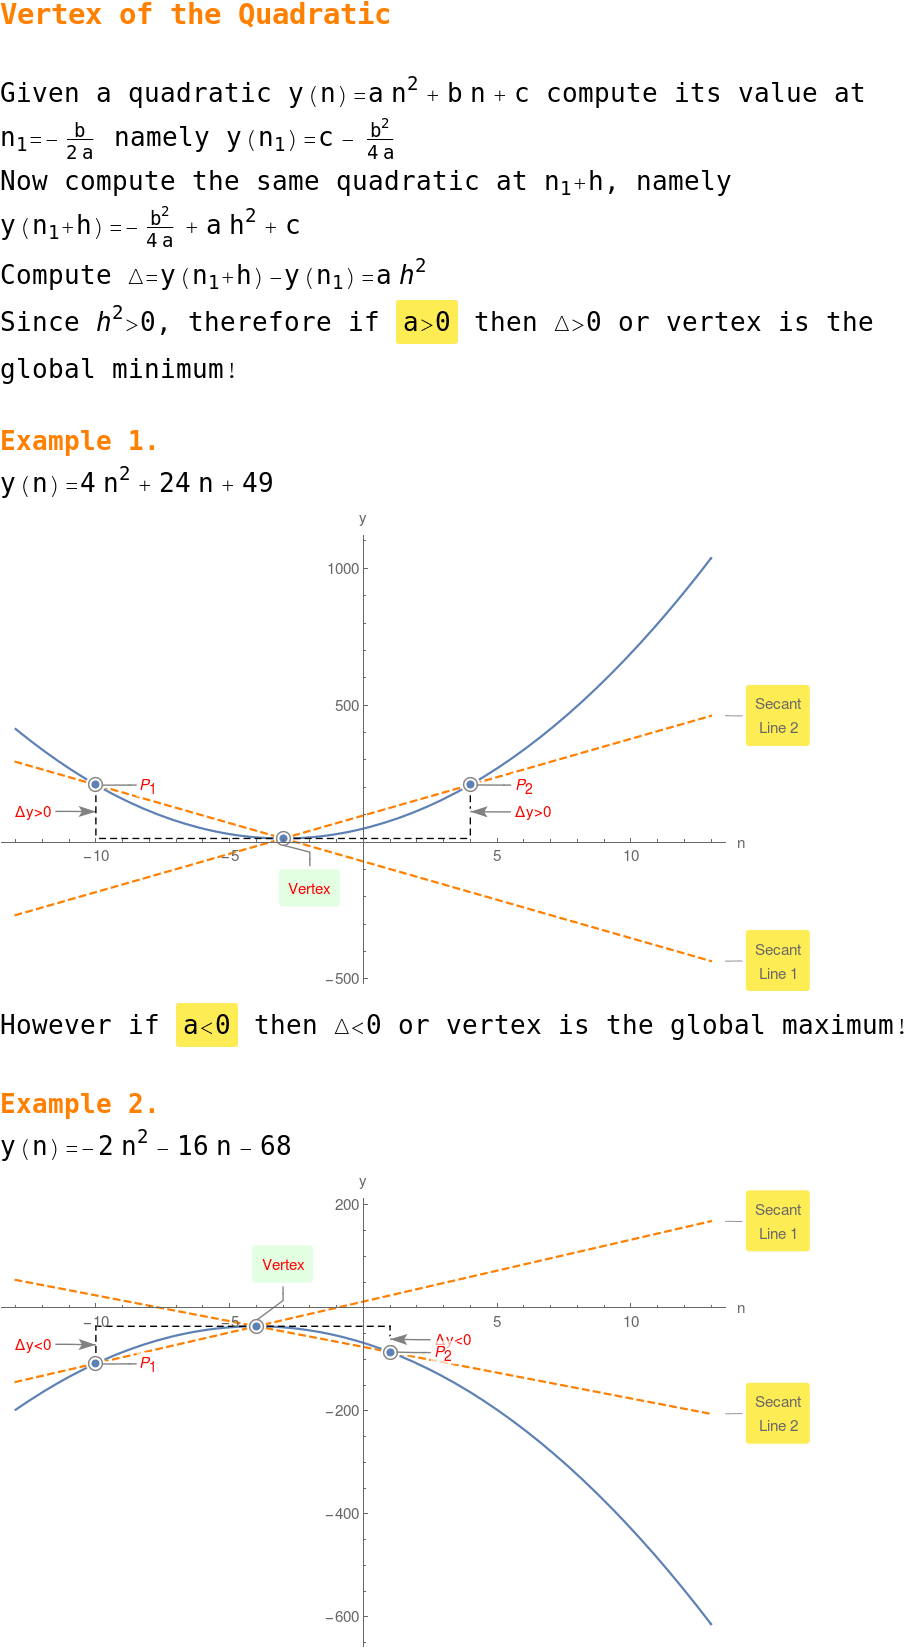 Vertex of the Quadratic
Given a quadratic y(n)=a n² + b n + c compute its value at
n₁=- b/(2 a) namely y(n₁)=c - b²/(4 a)
Now compute the same quadratic at n₁+h, namely
y(n₁+h)=- b²/(4 a) + a h² + c
Compute Δ=y(n₁+h)-y(n₁)=a h²
Since h²>0, therefore if a>0 then Δ>0 or vertex is the
global minimum!
Example 1.
y(n)=4 n² + 24 n + 49
y
1000
500
Secant
Line 2
P₁
P₂
Δy>0
Δy>0
-10
-5
5
10
n
Vertex
Secant
Line 1
-500
However if a<0 then Δ<0 or vertex is the global maximum!
Example 2.
y(n)=-2 n² - 16 n - 68
y
200
Secant
Line 1
Vertex
n
-10
-5
5
10
Δy<0
Δy<0
P₁
P₂
-200
Secant
Line 2
-400
-600